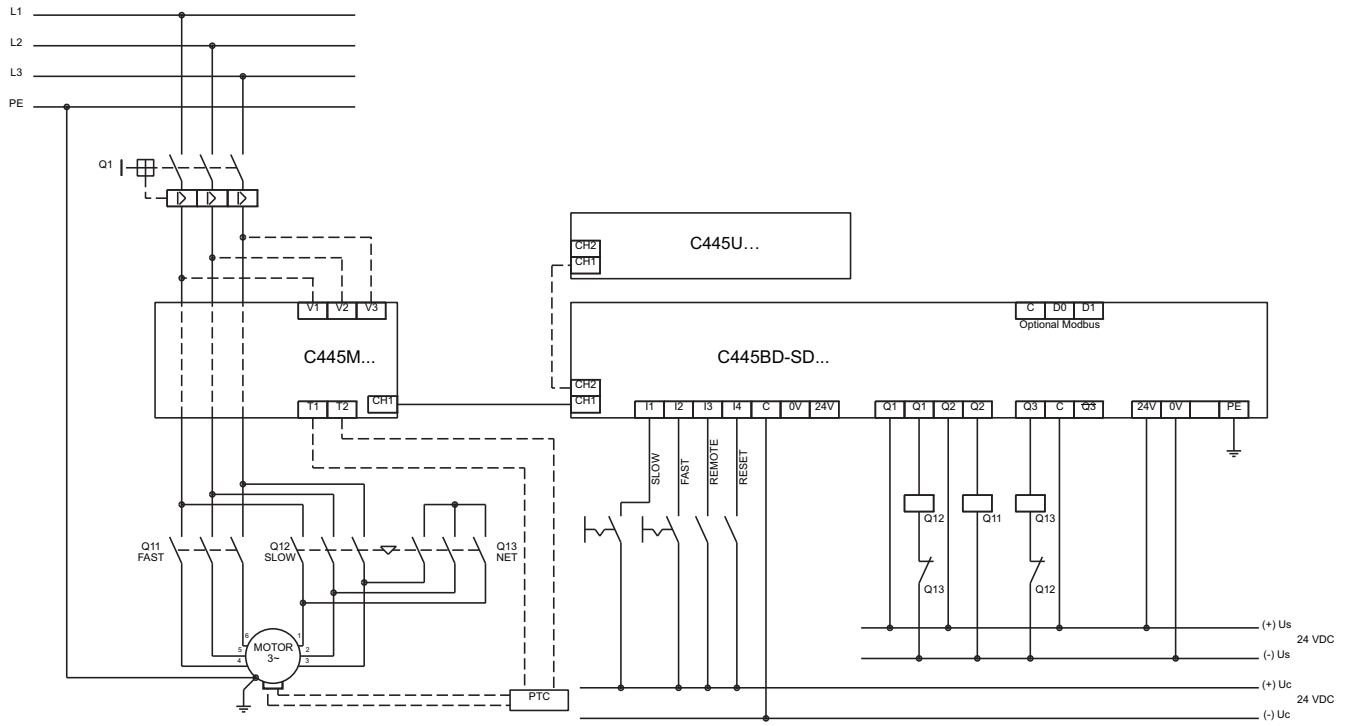 L1
L2
L3
PE
Q1
C445U…
CH2
CH1
V1 V2 V3
C445M...
T1 T2
CH1
C D0 D1
Optional Modbus
C445BD-SD...
CH2
CH1
I1 I2 I3 I4 C 0V 24V
Q1 Q1 Q2 Q2
Q3 C Q̅3̅
24V 0V PE
SLOW
FAST
REMOTE
RESET
Q12
Q11
Q13
Q13
Q12
Q11
FAST
Q12
SLOW
Q13
NET
6 1
5 2
4 3
MOTOR
3~
PTC
(+) Us
24 VDC
(-) Us
(+) Uc
24 VDC
(-) Uc